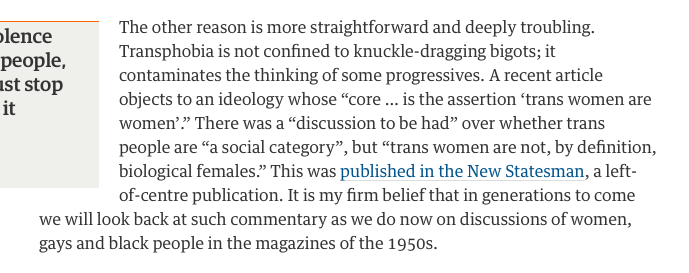 olence
people,
ust stop
it
The other reason is more straightforward and deeply troubling.
Transphobia is not confined to knuckle-dragging bigots; it
contaminates the thinking of some progressives. A recent article
objects to an ideology whose “core ... is the assertion ‘trans women are
women’.” There was a “discussion to be had” over whether trans
people are “a social category”, but “trans women are not, by definition,
biological females.” This was published in the New Statesman, a left-
of-centre publication. It is my firm belief that in generations to come
we will look back at such commentary as we do now on discussions of women,
gays and black people in the magazines of the 1950s.